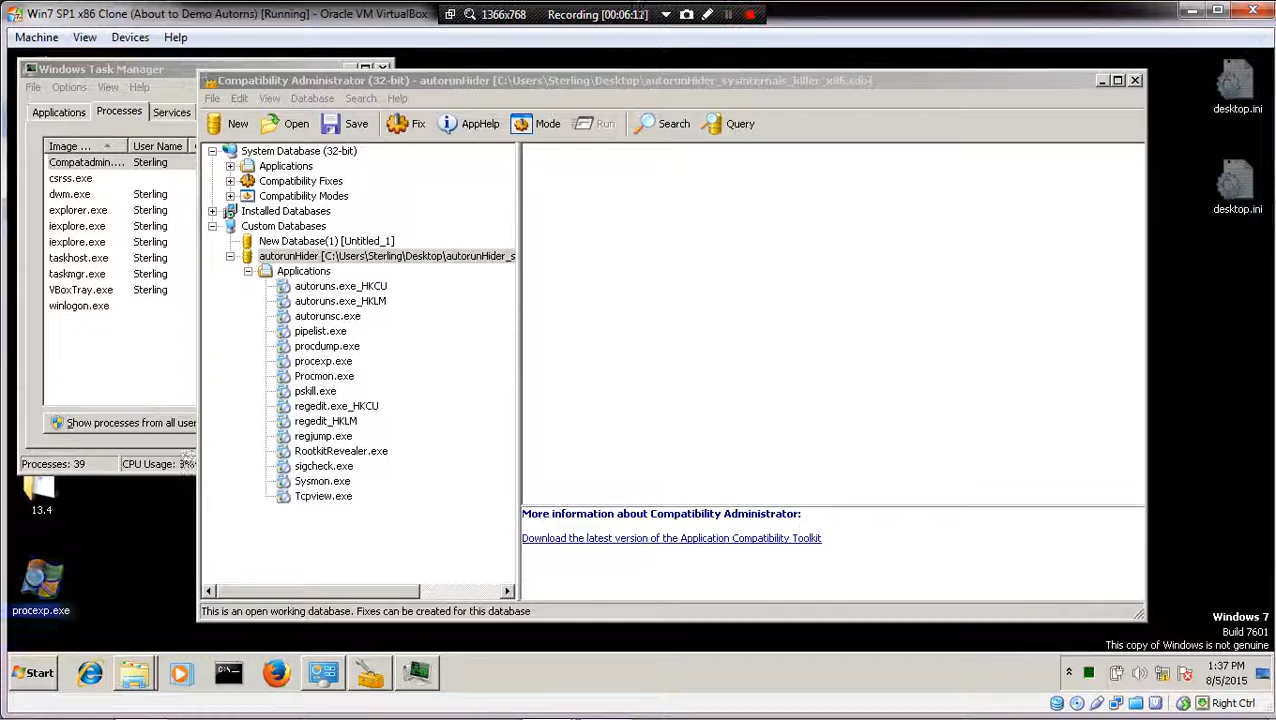 Win7 SP1 x86 Clone (About to Demo Autorns) [Running] - Oracle VM VirtualBox
1366x768
Recording [00:06:12]
Machine View Devices Help
Windows Task Manager
File Options View Help
Applications Processes Services
Image ... User Name
Compatadmin.... Sterling
csrss.exe
dwm.exe Sterling
explorer.exe Sterling
iexplore.exe Sterling
iexplore.exe Sterling
taskhost.exe Sterling
taskmgr.exe Sterling
VBoxTray.exe Sterling
winlogon.exe
Show processes from all user
Processes: 39 CPU Usage: 3%
Compatibility Administrator (32-bit) - autorunHider [C:\Users\Sterling\Desktop\autorunHider_sysinternals_killer_x86.sdb]
File Edit View Database Search Help
New Open Save Fix AppHelp Mode Run Search Query
System Database (32-bit)
Applications
Compatibility Fixes
Compatibility Modes
Installed Databases
Custom Databases
New Database(1) [Untitled_1]
autorunHider [C:\Users\Sterling\Desktop\autorunHider_s
Applications
autoruns.exe_HKCU
autoruns.exe_HKLM
autorunsc.exe
pipelist.exe
procdump.exe
procexp.exe
Procmon.exe
pskill.exe
regedit.exe_HKCU
regedit_HKLM
regjump.exe
RootkitRevealer.exe
sigcheck.exe
Sysmon.exe
Tcpview.exe
More information about Compatibility Administrator:
Download the latest version of the Application Compatibility Toolkit
This is an open working database. Fixes can be created for this database
desktop.ini
desktop.ini
13.4
procexp.exe
Windows 7
Build 7601
This copy of Windows is not genuine
Start
1:37 PM
8/5/2015
Right Ctrl